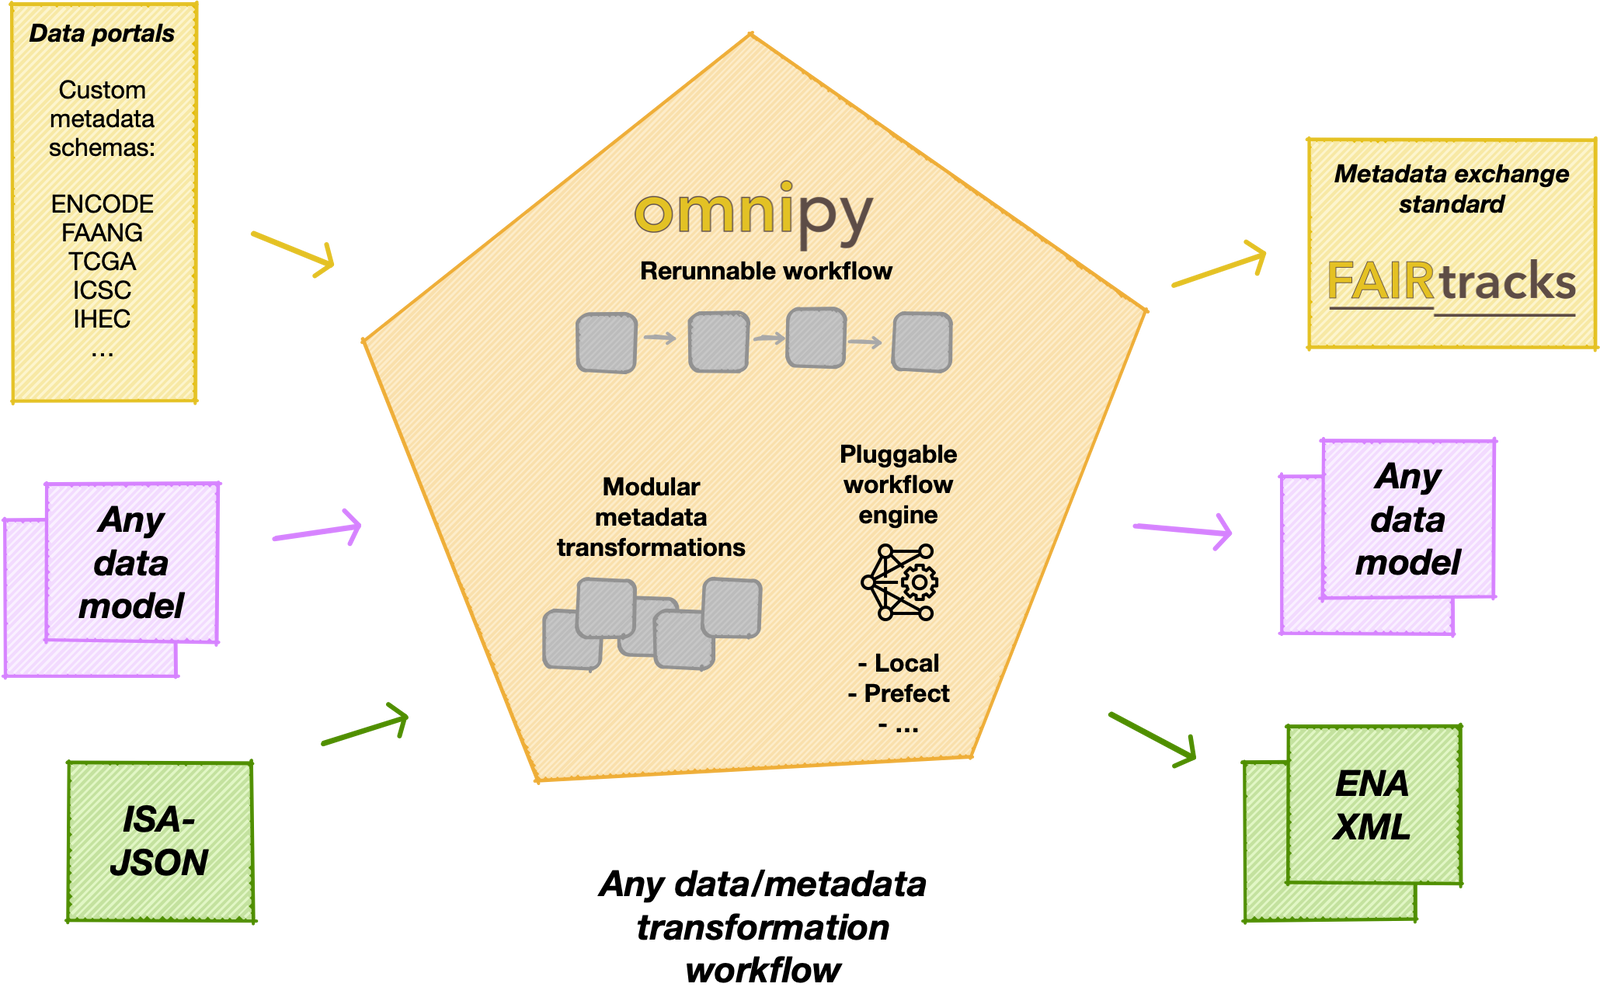 Data portals
Custom
metadata
schemas:
ENCODE
FAANG
TCGA
ICSC
IHEC
...
Any
data
model
ISA-
JSON
omnipy
Rerunnable workflow
Modular
metadata
transformations
Pluggable
workflow
engine
- Local
- Prefect
- ...
Any data/metadata
transformation
workflow
Metadata exchange
standard
FAIRtracks
Any
data
model
ENA
XML